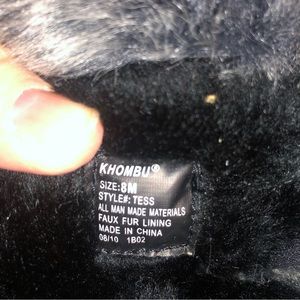 KHOMBU®
SIZE: 8M
STYLE#: TESS
ALL MAN MADE MATERIALS
FAUX FUR LINING
MADE IN CHINA
08/10 1B02